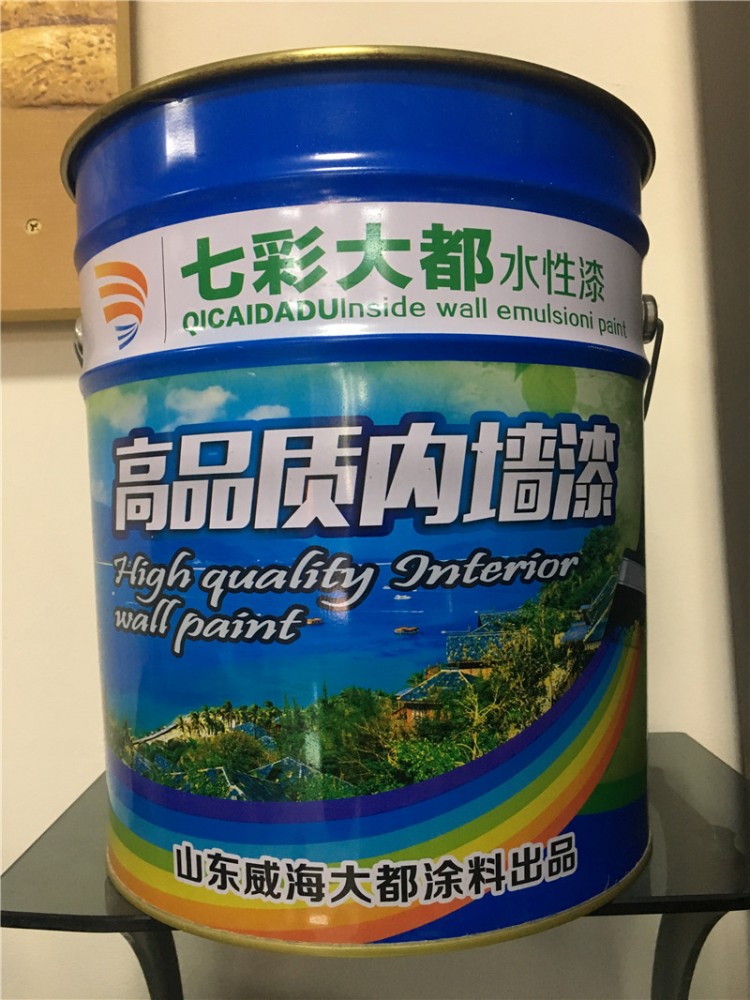 七彩大都水性漆
QICAIDADUInside wall emulsioni paint
高品质内墙漆
High quality Interior
wall paint
山东威海大都涂料出品